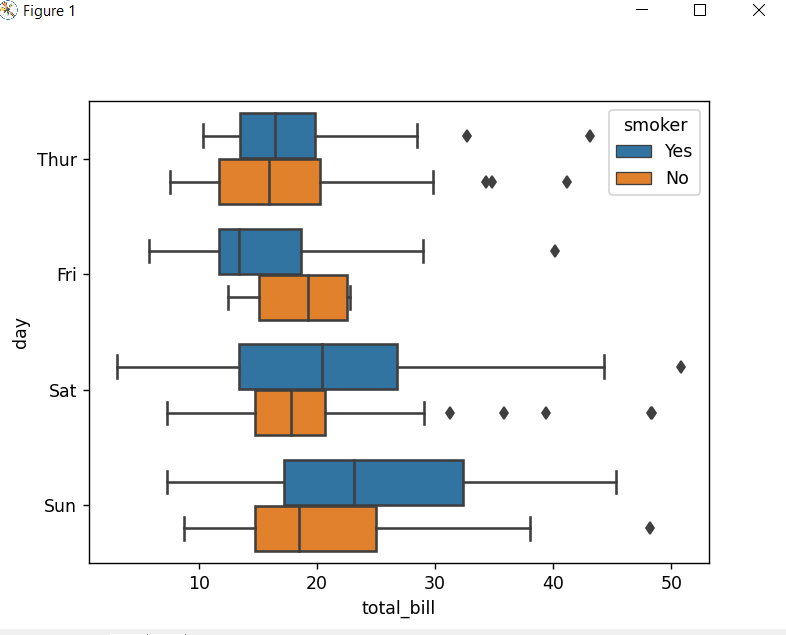 Figure 1
smoker
Yes
No
Thur
Fri
Sat
Sun
day
10 20 30 40 50
total_bill